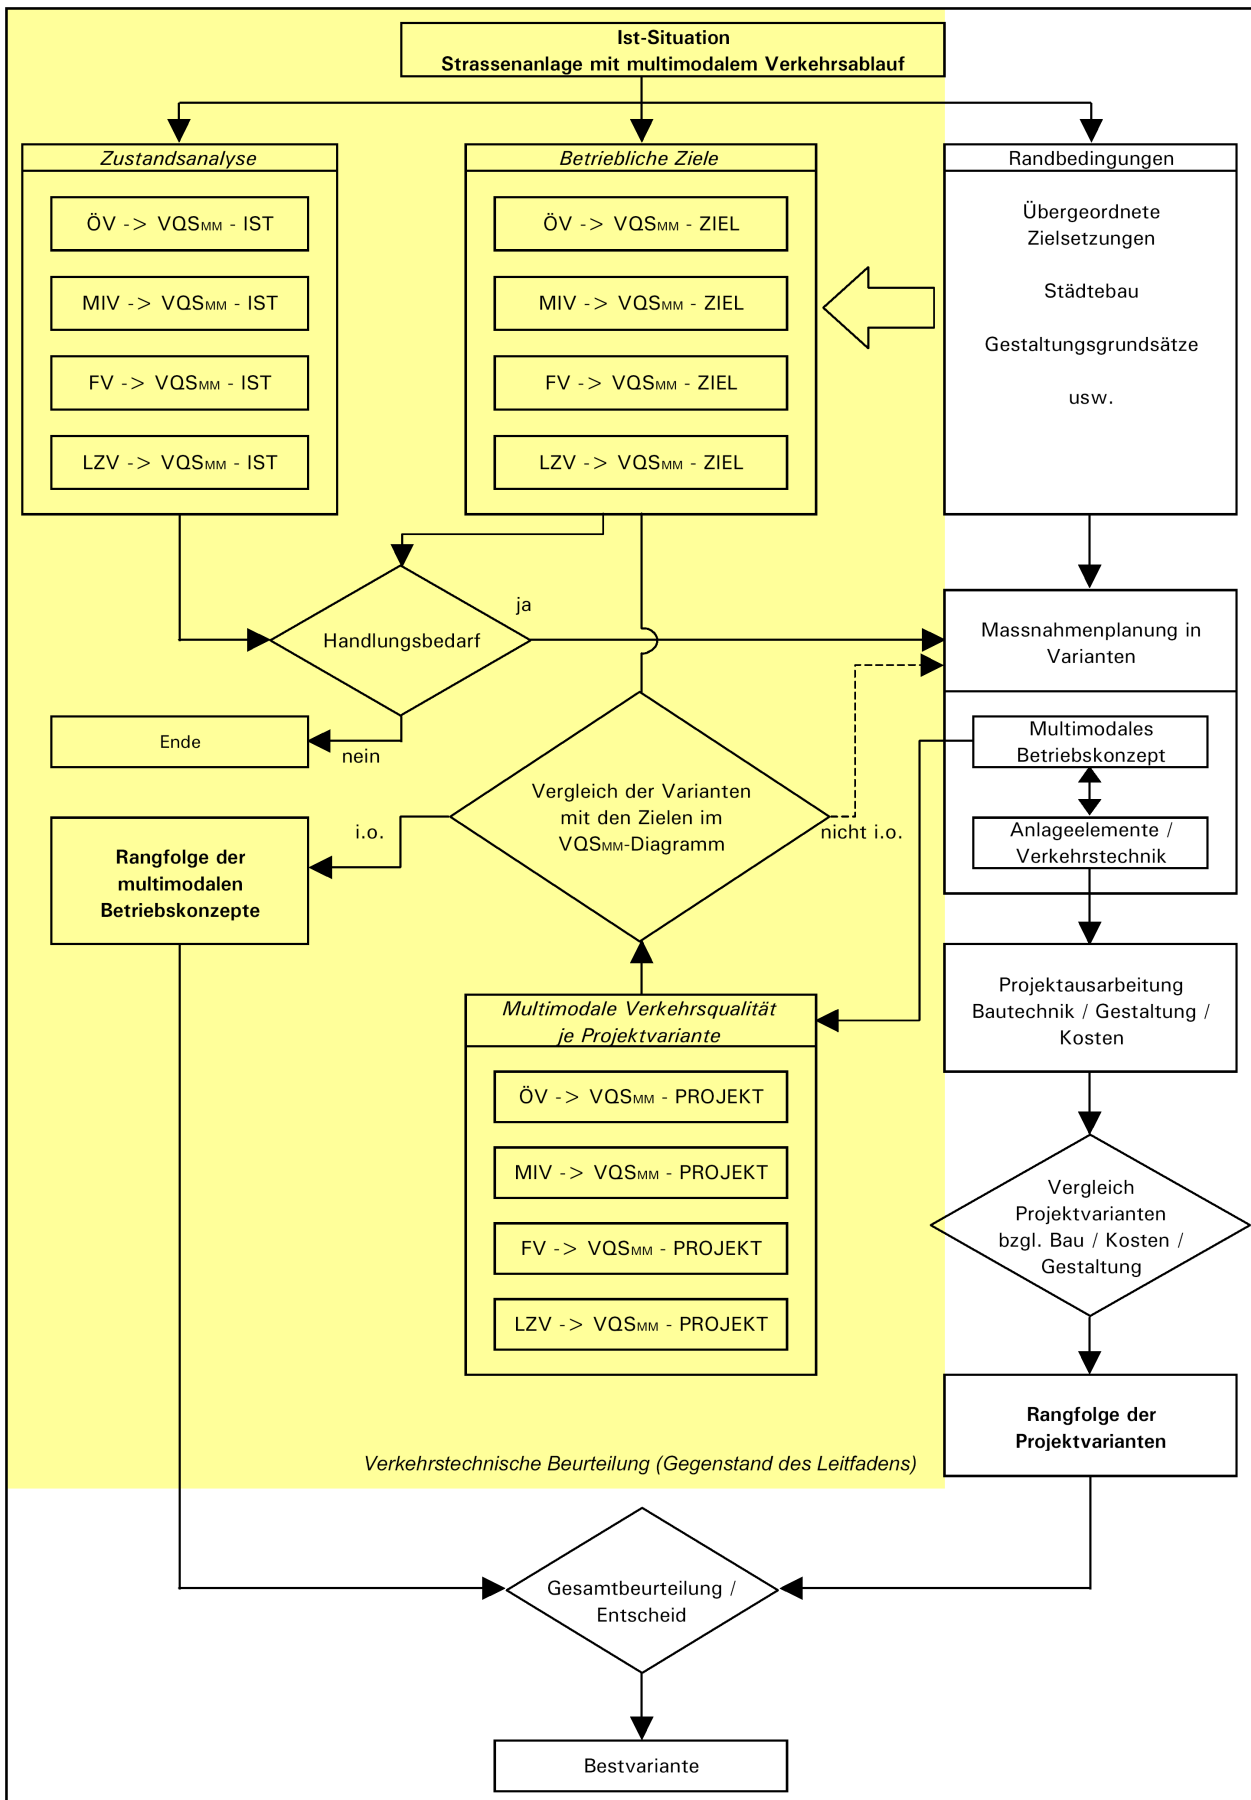 Ist-Situation
Strassenanlage mit multimodalem Verkehrsablauf
Zustandsanalyse
ÖV -> VQSMM - IST
MIV -> VQSMM - IST
FV -> VQSMM - IST
LZV -> VQSMM - IST
Betriebliche Ziele
ÖV -> VQSMM - ZIEL
MIV -> VQSMM - ZIEL
FV -> VQSMM - ZIEL
LZV -> VQSMM - ZIEL
Randbedingungen
Übergeordnete
Zielsetzungen
Städtebau
Gestaltungsgrundsätze
usw.
Handlungsbedarf
ja
nein
Ende
Massnahmenplanung in
Varianten
Multimodales
Betriebskonzept
Anlageelemente /
Verkehrstechnik
Vergleich der Varianten
mit den Zielen im
VQSMM-Diagramm
i.o.
nicht i.o.
Rangfolge der
multimodalen
Betriebskonzepte
Multimodale Verkehrsqualität
je Projektvariante
ÖV -> VQSMM - PROJEKT
MIV -> VQSMM - PROJEKT
FV -> VQSMM - PROJEKT
LZV -> VQSMM - PROJEKT
Projektausarbeitung
Bautechnik / Gestaltung /
Kosten
Vergleich
Projektvarianten
bzgl. Bau / Kosten /
Gestaltung
Rangfolge der
Projektvarianten
Verkehrstechnische Beurteilung (Gegenstand des Leitfadens)
Gesamtbeurteilung /
Entscheid
Bestvariante